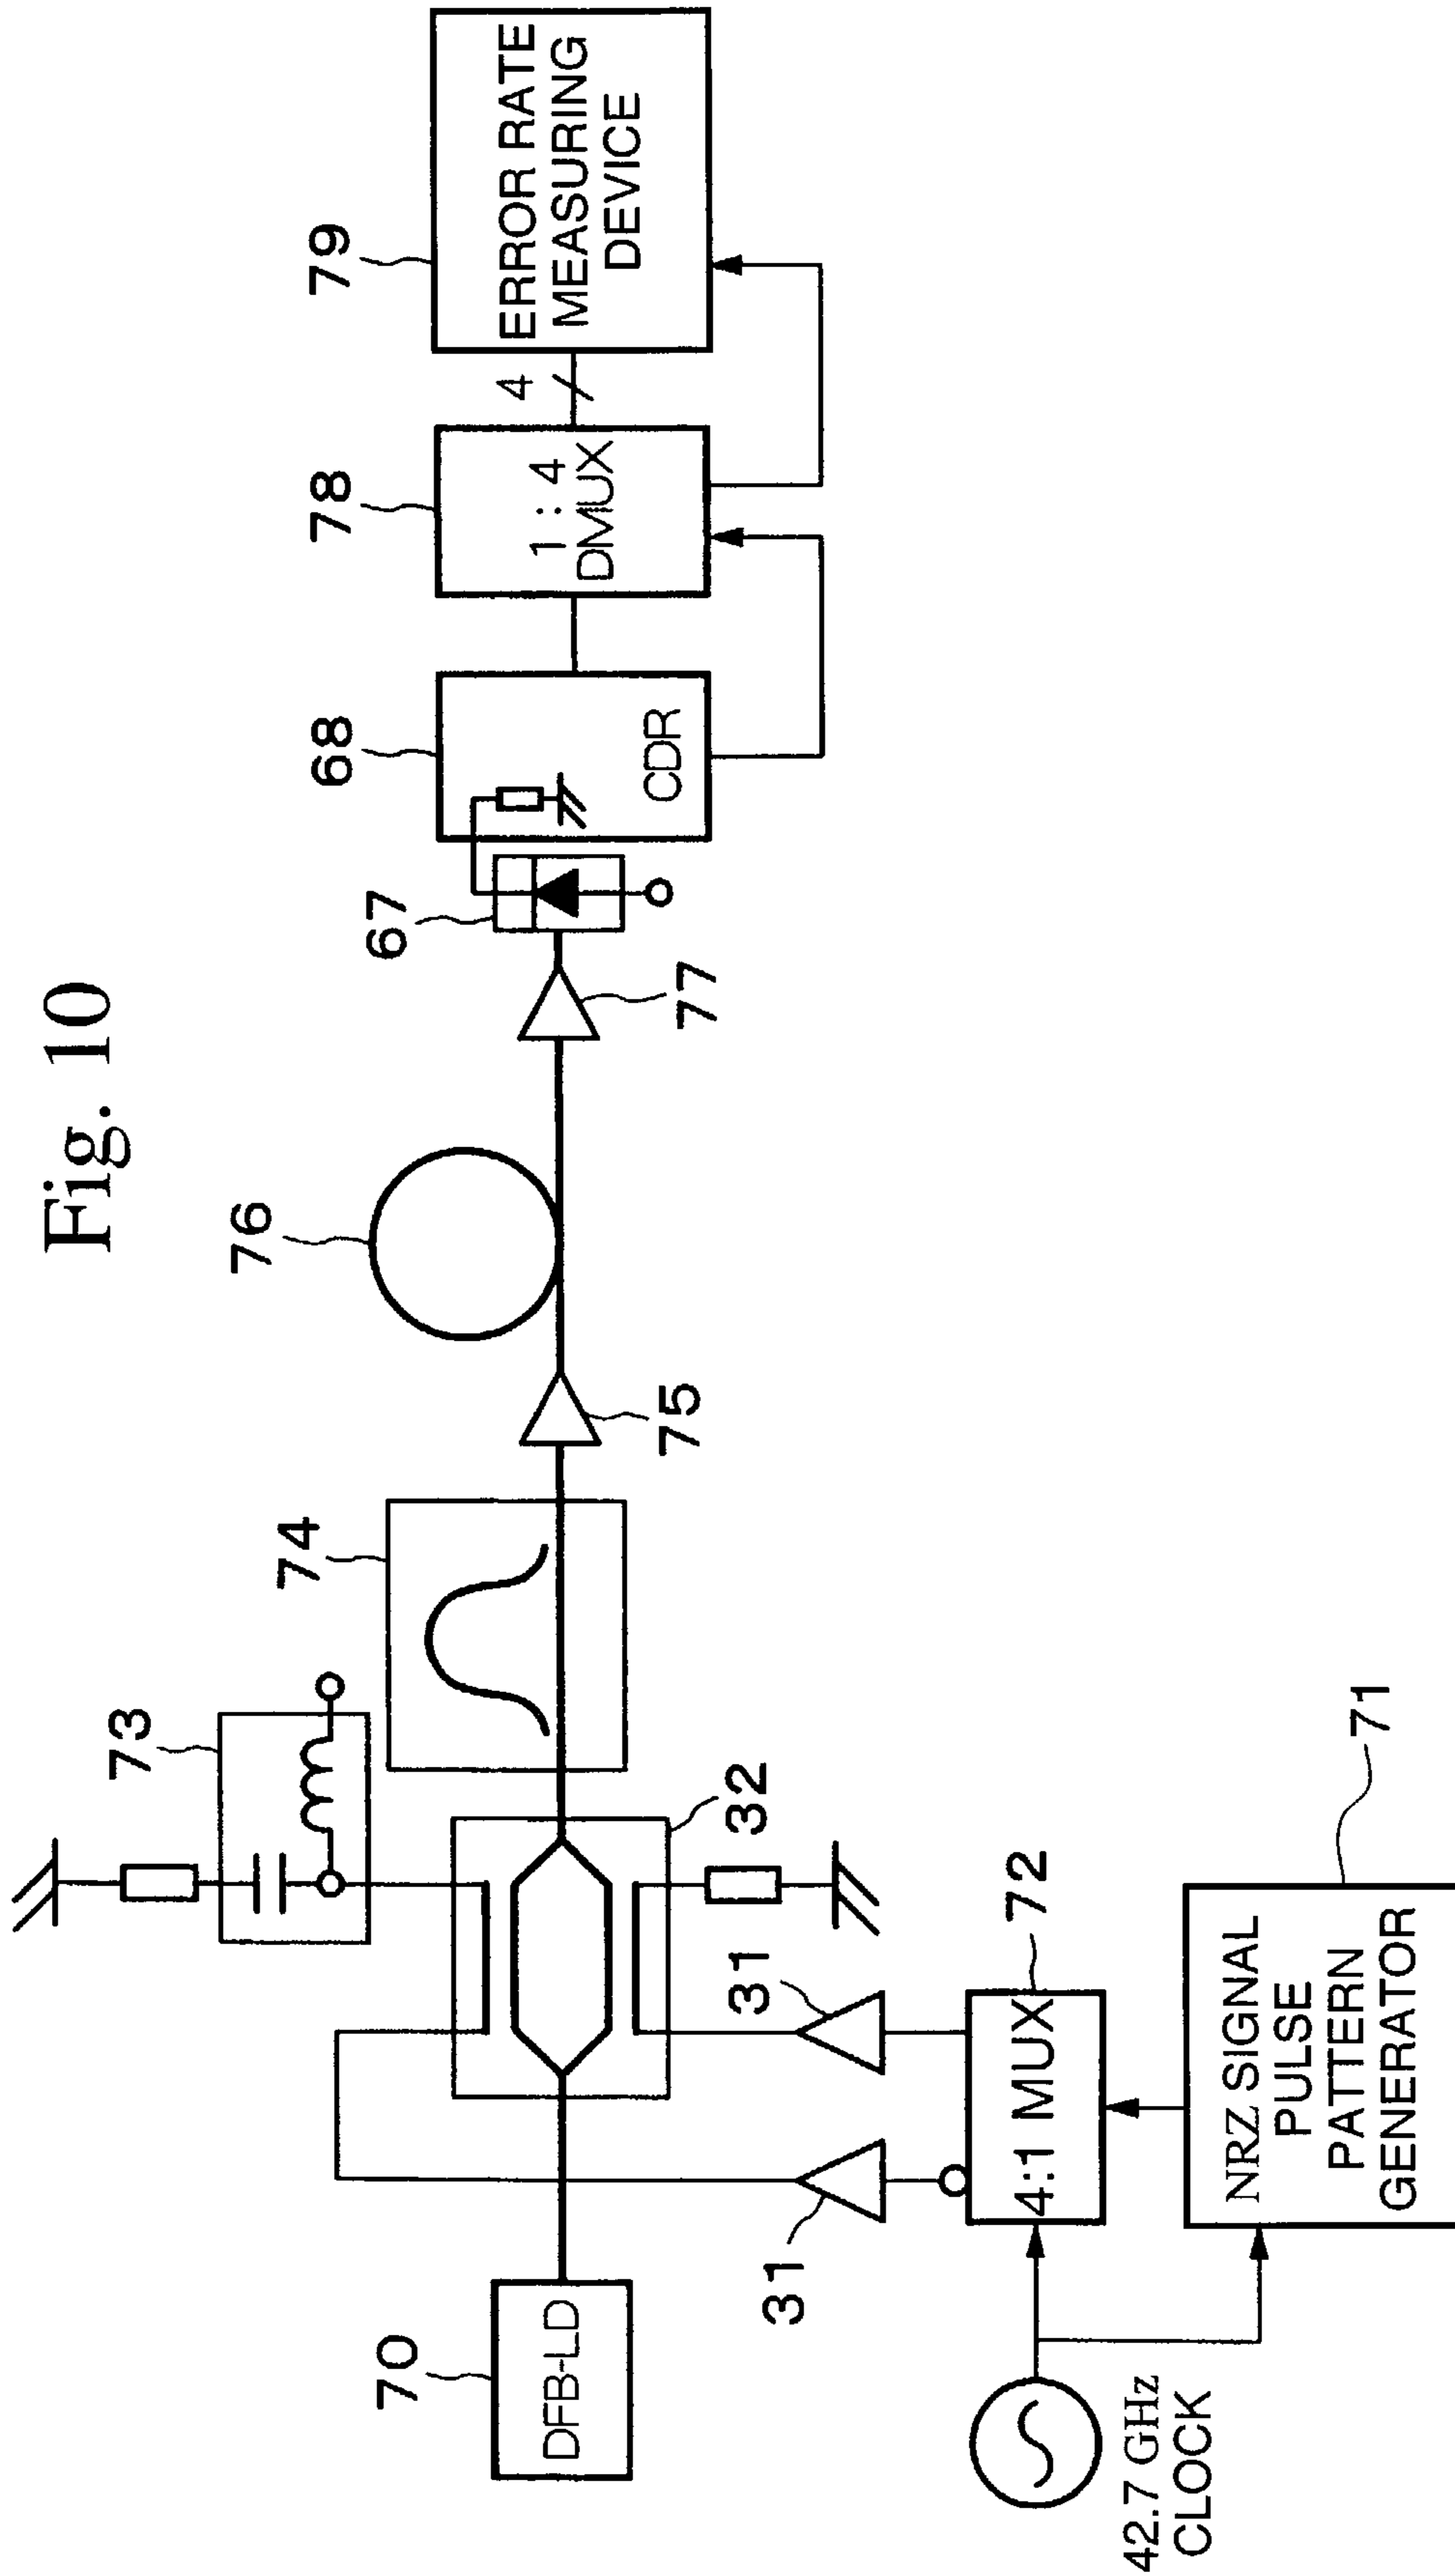 Fig. 10
70
DFB-LD
73
74
32
75
76
77
67
68
CDR
78
1 : 4
DMUX
4
79
ERROR RATE
MEASURING
DEVICE
31
31
72
4:1 MUX
71
NRZ SIGNAL
PULSE
PATTERN
GENERATOR
42.7 GHz
CLOCK